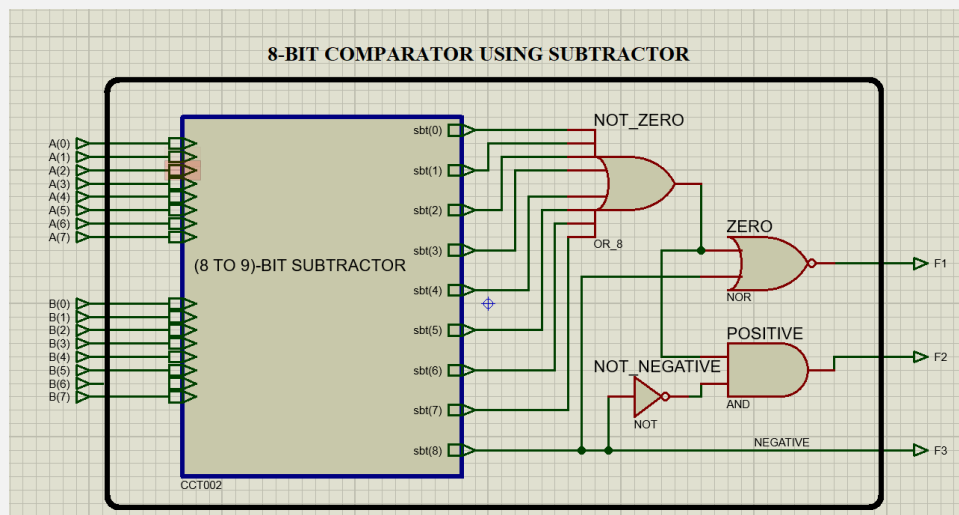 8-BIT COMPARATOR USING SUBTRACTOR
NOT_ZERO
sbt(0)
A(0)
A(1)
A(2)
A(3)
A(4)
A(5)
A(6)
A(7)
sbt(1)
sbt(2)
sbt(3)
OR_8
ZERO
F1
(8 TO 9)-BIT SUBTRACTOR
sbt(4)
NOR
B(0)
B(1)
B(2)
B(3)
B(4)
B(5)
B(6)
B(7)
sbt(5)
POSITIVE
F2
NOT_NEGATIVE
sbt(6)
AND
sbt(7)
NOT
NEGATIVE
sbt(8)
F3
CCT002